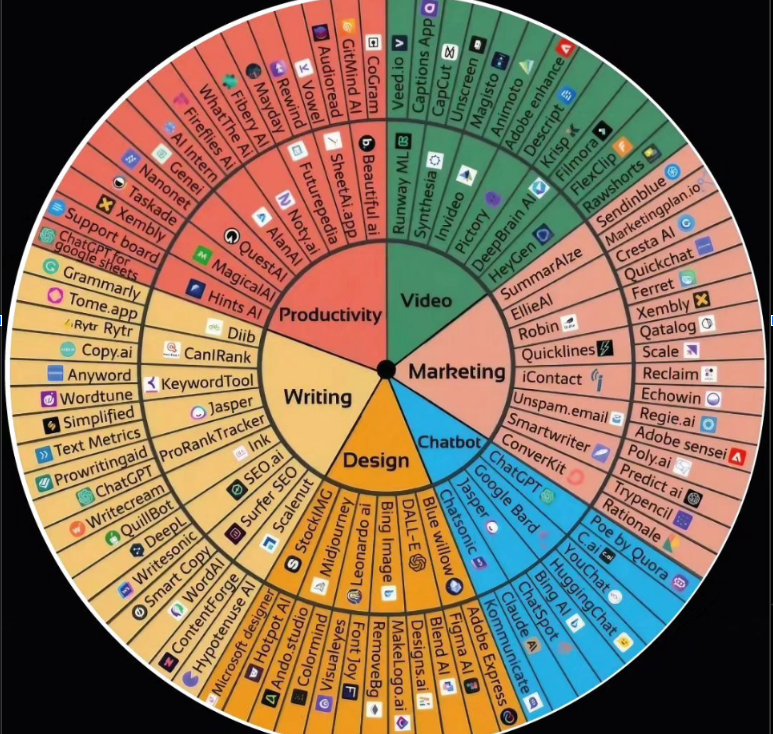 Productivity
CoGram
GitMind AI
Audioread
Vowel
Rewind
Mayday
Fibery AI
WhatThe Ai
Fireflies Ai
AI Intern
Genei
Nanonet
Taskade
Xembly
Support board
ChatGPT for
google sheets
Beautiful ai
SheetAi.app
Futurepedia
Noty.ai
AlanAI
QuestAI
MagicalAI
Hints AI
Video
Veed.io
Captions App
CapCut
Unscreen
Magisto
Animoto
Adobe enhance
Descript
Krisp
Filmora
FlexClip
Rawshorts
Runway ML
Synthesia
Invideo
Pictory
DeepBrain AI
HeyGen
Marketing
Sendinblue
Marketingplan.io
Cresta AI
Quickchat
Ferret
Xembly
Qatalog
Scale
Reclaim
Echowin
Regie.ai
Adobe sensei
Poly.ai
Predict ai
Trypencil
Rationale
SummarAIze
EllieAI
Robin
Quicklines
iContact
Unspam.email
Smartwriter
ConverKit
Chatbot
ChatGPT
Google Bard
Jasper
Chatsonic
Poe by Quora
C.ai
c.ai
YouChat
HuggingChat
Bing AI
ChatSpot
Claude
AI
Kommunicate
Design
Blue willow
DALL-E
Bing Image
Leonardo ai
Midjourney
StockIMG
Adobe Express
Figma AI
Blend AI
Designs.ai
MakeLogo.ai
RemoveBg
Font Joy
Visualeyes
Colormind
Ando.studio
Hotpot AI
Microsoft designer
Writing
Diib
CanIRank
KeywordTool
Jasper
ProRankTracker
Ink
SEO.ai
Surfer SEO
Scalenut
Grammarly
Tome.app
Rytr Rytr
Copy.ai
Anyword
Wordtune
Simplified
Text Metrics
Prowritingaid
ChatGPT
Writecream
QuillBot
DeepL
Writesonic
Smart Copy
WordAI
ContentForge
Hypotenuse AI